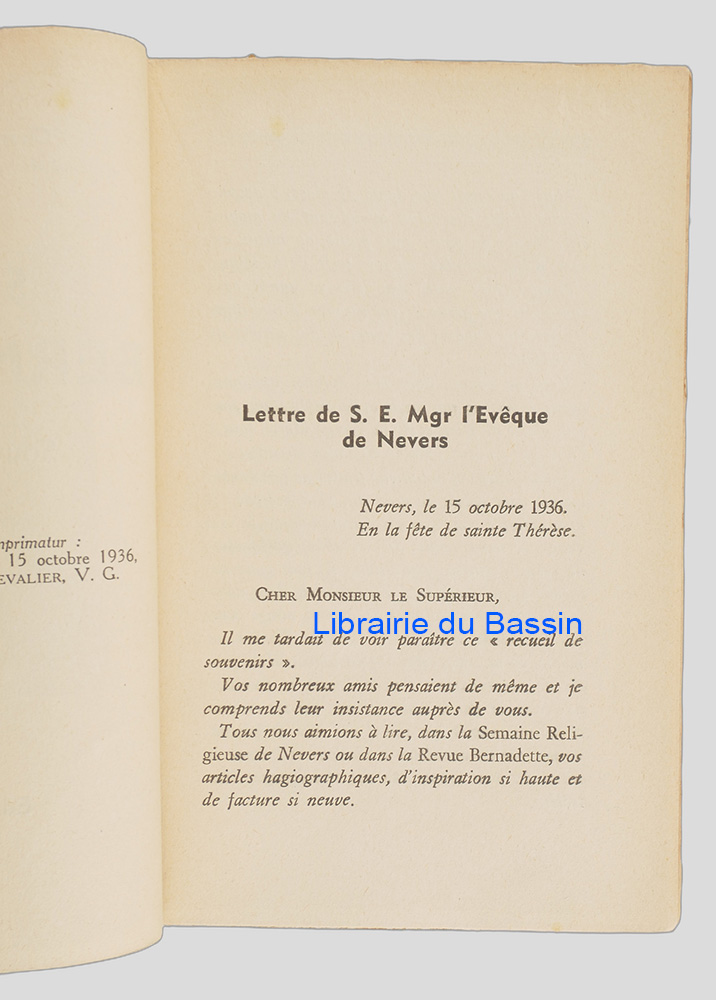 mprimatur :
15 octobre 1936,
EVALIER, V. G.
Lettre de S. E. Mgr l'Evêque
de Nevers
Nevers, le 15 octobre 1936.
En la fête de sainte Thérèse.
CHER MONSIEUR LE SUPÉRIEUR,
Librairie du Bassin
Il me tardait de voir paraître ce « recueil de
souvenirs ».
Vos nombreux amis pensaient de même et je
comprends leur insistance auprès de vous.
Tous nous aimions à lire, dans la Semaine Reli-
gieuse de Nevers ou dans la Revue Bernadette, vos
articles hagiographiques, d'inspiration si haute et
de facture si neuve.